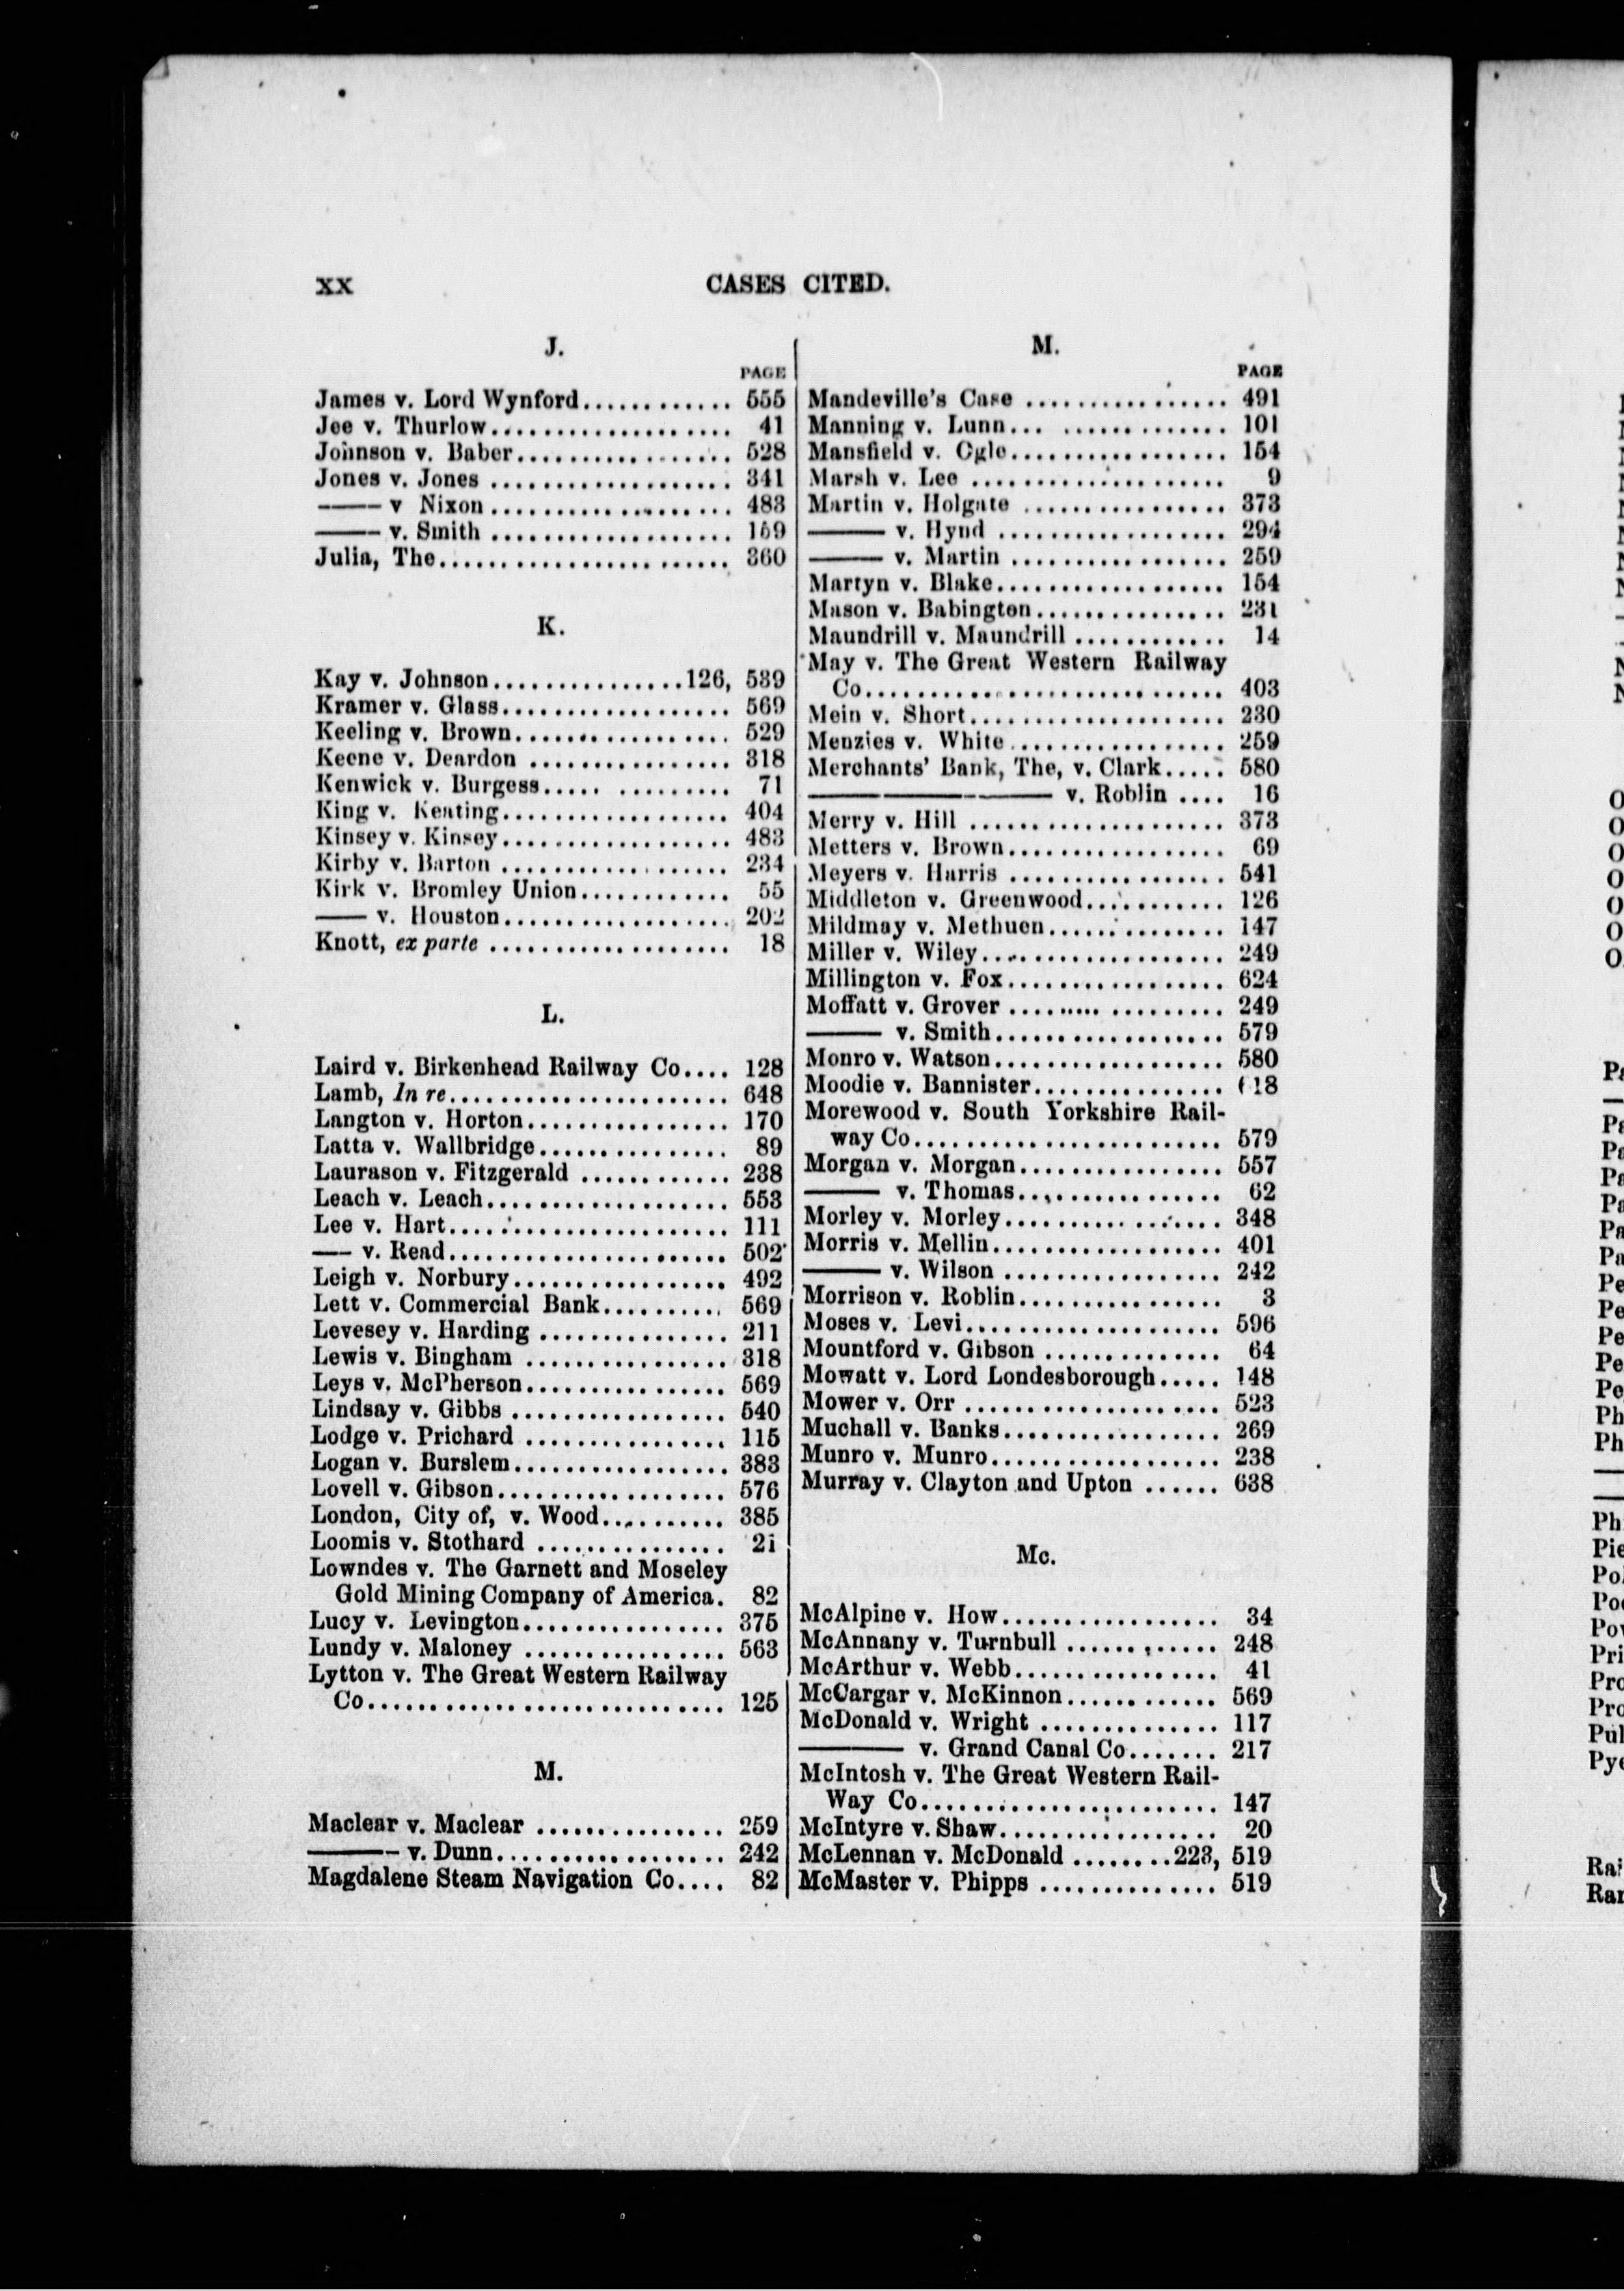 xx CASES CITED.
J.
PAGE
James v. Lord Wynford............ 555
Jee v. Thurlow................... 41
Johnson v. Baber................. 528
Jones v. Jones ................... 341
—— v Nixon................... 483
—— v. Smith ................... 159
Julia, The....................... 360
K.
Kay v. Johnson...............126, 539
Kramer v. Glass.................. 569
Keeling v. Brown................. 529
Keene v. Deardon ................ 318
Kenwick v. Burgess..... ......... 71
King v. Keating.................. 404
Kinsey v. Kinsey.................. 483
Kirby v. Barton .................. 234
Kirk v. Bromley Union............ 55
—— v. Houston.................. 202
Knott, ex parte ................... 18
L.
Laird v. Birkenhead Railway Co.... 128
Lamb, In re...................... 648
Langton v. Horton................ 170
Latta v. Wallbridge............... 89
Laurason v. Fitzgerald ............ 238
Leach v. Leach................... 553
Lee v. Hart...................... 111
—— v. Read...................... 502
Leigh v. Norbury................. 492
Lett v. Commercial Bank.......... 569
Levesey v. Harding ............... 211
Lewis v. Bingham ................ 318
Leys v. McPherson................ 569
Lindsay v. Gibbs ................. 540
Lodge v. Prichard ................ 115
Logan v. Burslem................. 383
Lovell v. Gibson.................. 576
London, City of, v. Wood.......... 385
Loomis v. Stothard ............... 21
Lowndes v. The Garnett and Moseley
Gold Mining Company of America. 82
Lucy v. Levington................ 375
Lundy v. Maloney ................ 563
Lytton v. The Great Western Railway
Co............................ 125
M.
Maclear v. Maclear ............... 259
——— v. Dunn.................. 242
Magdalene Steam Navigation Co.... 82
M.
PAGE
Mandeville's Case ................ 491
Manning v. Lunn... ............. 101
Mansfield v. Ogle................. 154
Marsh v. Lee .................... 9
Martin v. Holgate ................ 373
——— v. Hynd .................. 294
——— v. Martin ................. 259
Martyn v. Blake.................. 154
Mason v. Babington............... 231
Maundrill v. Maundrill ............ 14
May v. The Great Western Railway
Co............................ 403
Mein v. Short.................... 230
Menzies v. White................. 259
Merchants' Bank, The, v. Clark..... 580
———————— v. Roblin .... 16
Merry v. Hill .................... 373
Metters v. Brown................. 69
Meyers v. Harris ................. 541
Middleton v. Greenwood........... 126
Mildmay v. Methuen.............. 147
Miller v. Wiley................... 249
Millington v. Fox................. 624
Moffatt v. Grover ......... ......... 249
——— v. Smith.................. 579
Monro v. Watson.................. 580
Moodie v. Bannister............... 18
Morewood v. South Yorkshire Rail-
way Co........................ 579
Morgan v. Morgan................ 557
——— v. Thomas................ 62
Morley v. Morley................. 348
Morris v. Mellin.................. 401
——— v. Wilson ................. 242
Morrison v. Roblin................ 3
Moses v. Levi.................... 596
Mountford v. Gibson .............. 64
Mowatt v. Lord Londesborough..... 148
Mower v. Orr .................... 523
Muchall v. Banks................. 269
Munro v. Munro.................. 238
Murray v. Clayton and Upton ...... 638
Mc.
McAlpine v. How................. 34
McAnnany v. Turnbull ............ 248
McArthur v. Webb................ 41
McCargar v. McKinnon............ 569
McDonald v. Wright .............. 117
———— v. Grand Canal Co....... 217
McIntosh v. The Great Western Rail-
Way Co....................... 147
McIntyre v. Shaw................. 20
McLennan v. McDonald ........223, 519
McMaster v. Phipps .............. 519